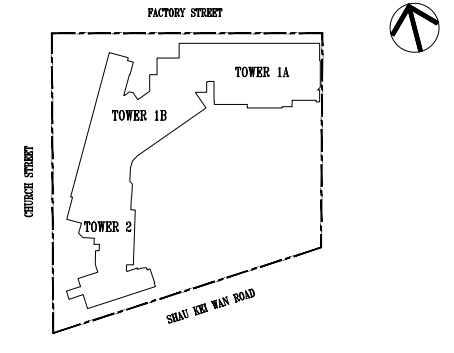 FACTORY STREET
TOWER 1A
TOWER 1B
CHURCH STREET
TOWER 2
SHAU KEI WAN ROAD